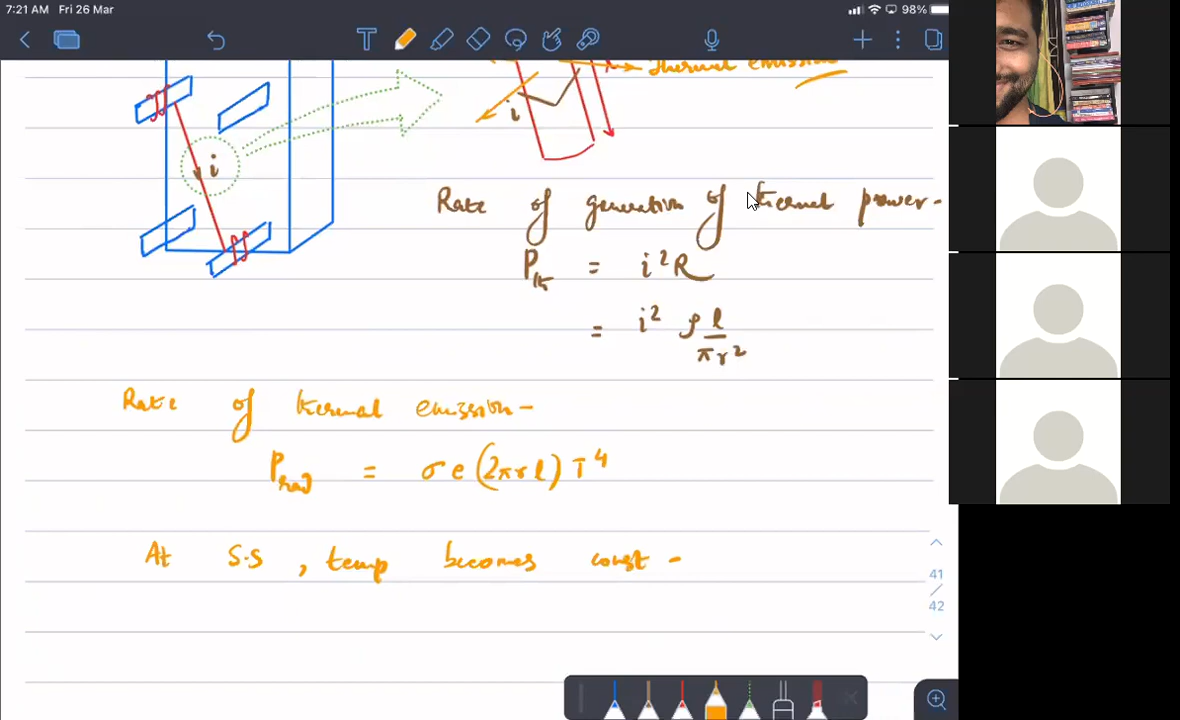 7:21 AM Fri 26 Mar
98%
T
thermal emission
i
i
Rate of generation of thermal power-
Pth = i²R
= i² ρ l/πr²
Rate of thermal emission-
Prad = σe(2πrl)T⁴
At S.S, temp becomes const -
41
/
42